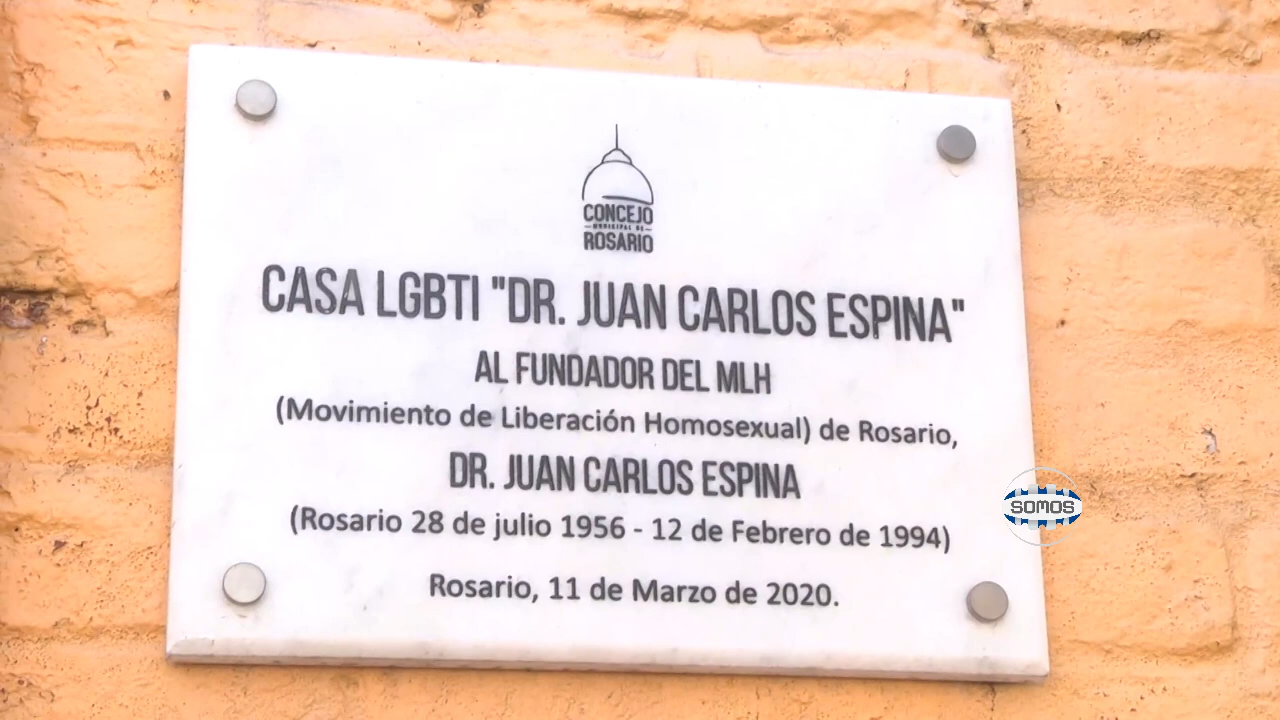 CONCEJO
MUNICIPAL DE
ROSARIO
CASA LGBTI "DR. JUAN CARLOS ESPINA"
AL FUNDADOR DEL MLH
(Movimiento de Liberación Homosexual) de Rosario,
DR. JUAN CARLOS ESPINA
(Rosario 28 de julio 1956 - 12 de Febrero de 1994)
Rosario, 11 de Marzo de 2020.
SOMOS